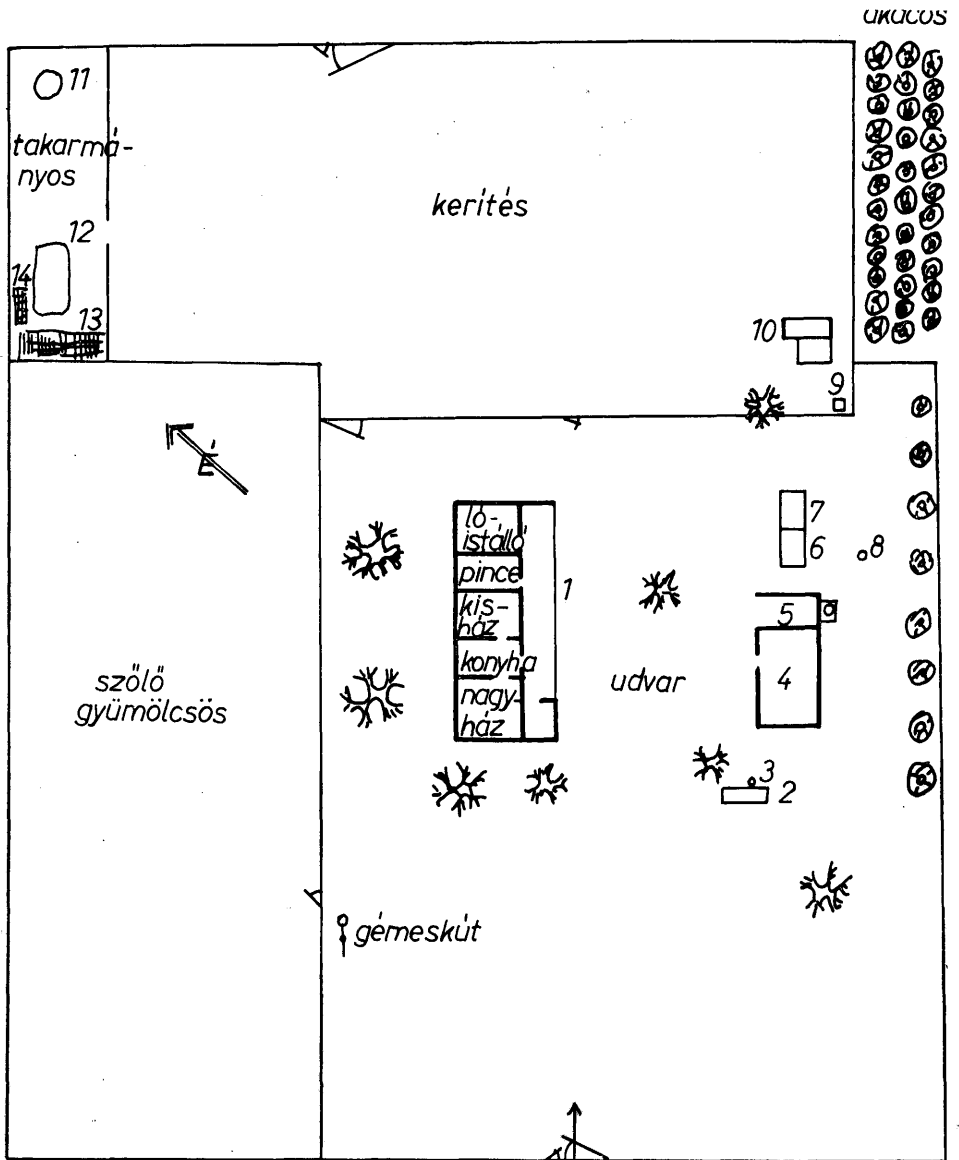 akácos
11
takarmá-
nyos
kerítés
12
14
13
10
9
É
7
6
8
ló-
istálló
pince
kis-
ház
konyha
nagy-
ház
1
5
4
udvar
szőlő
gyümölcsös
3
2
gémeskút